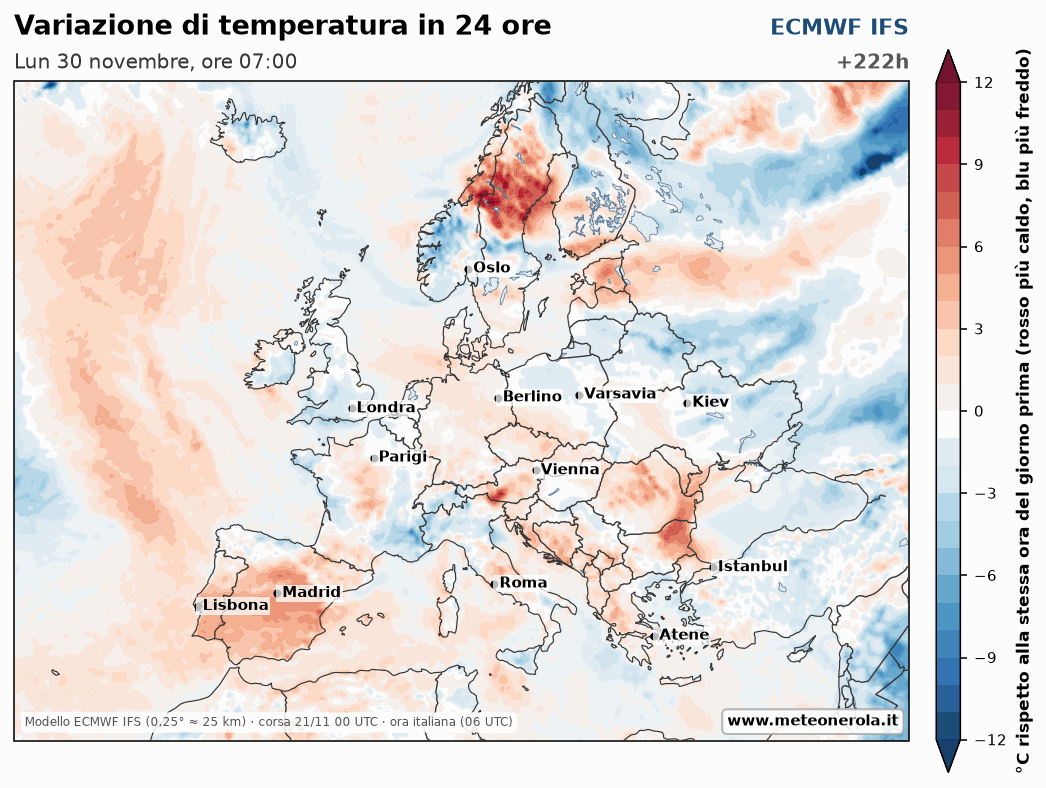 Variazione di temperatura in 24 ore
ECMWF IFS
Lun 30 novembre, ore 07:00
+222h
Oslo
Londra
Berlino
Varsavia
Kiev
Parigi
Vienna
Istanbul
Roma
Madrid
Lisbona
Atene
Modello ECMWF IFS (0,25° ≈ 25 km) · corsa 21/11 00 UTC · ora italiana (06 UTC)
www.meteonerola.it
12
9
6
3
0
−3
−6
−9
−12
°C rispetto alla stessa ora del giorno prima (rosso più caldo, blu più freddo)